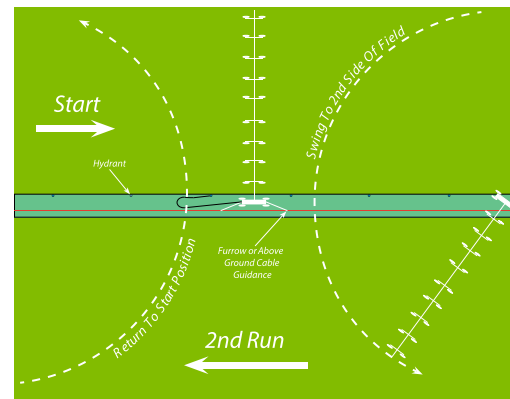 Start
Swing To 2nd Side Of Field
Hydrant
Furrow or Above
Ground Cable
Guidance
Return To Start Position
2nd Run